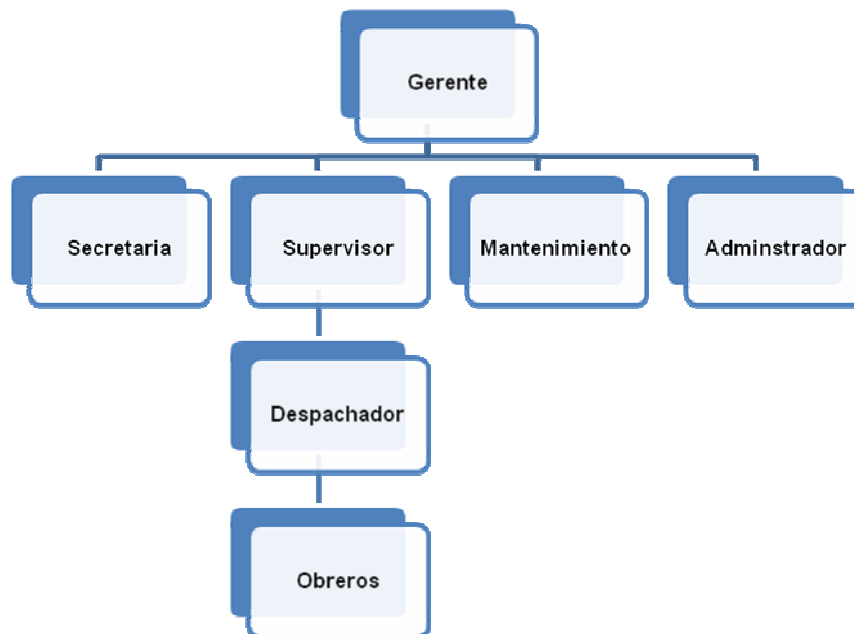 Gerente
Secretaria
Supervisor
Mantenimiento
Adminstrador
Despachador
Obreros